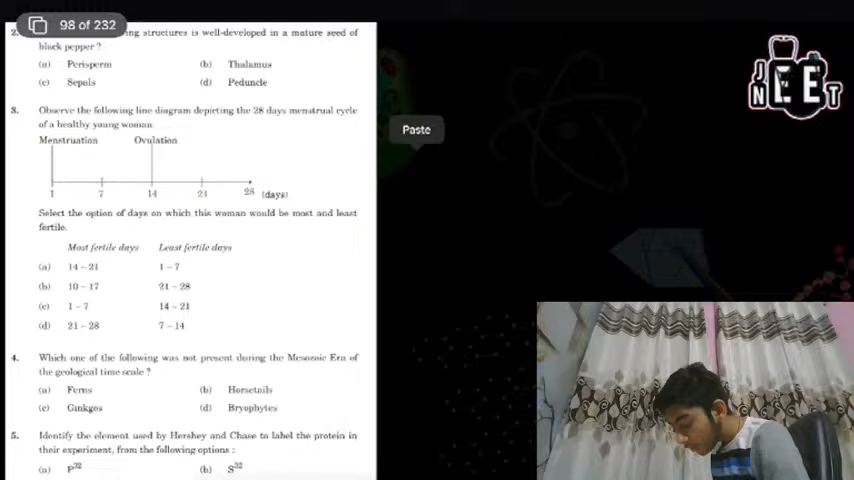 98 of 232
2. ing structures is well-developed in a mature seed of
black pepper ?
(a) Perisperm (b) Thalamus
(c) Sepals (d) Peduncle
3. Observe the following line diagram depicting the 28 days menstrual cycle
of a healthy young woman
Menstruation Ovulation
1 7 14 21 28 (days)
Select the option of days on which this woman would be most and least
fertile.
Most fertile days Least fertile days
(a) 14 – 21 1 – 7
(b) 10 – 17 21 – 28
(c) 1 – 7 14 – 21
(d) 21 – 28 7 – 14
4. Which one of the following was not present during the Mesozoic Era of
the geological time scale ?
(a) Ferns (b) Horsetails
(c) Ginkgos (d) Bryophytes
5. Identify the element used by Hershey and Chase to label the protein in
their experiment, from the following options :
(a) P32 (b) S32
Paste
J
NEET